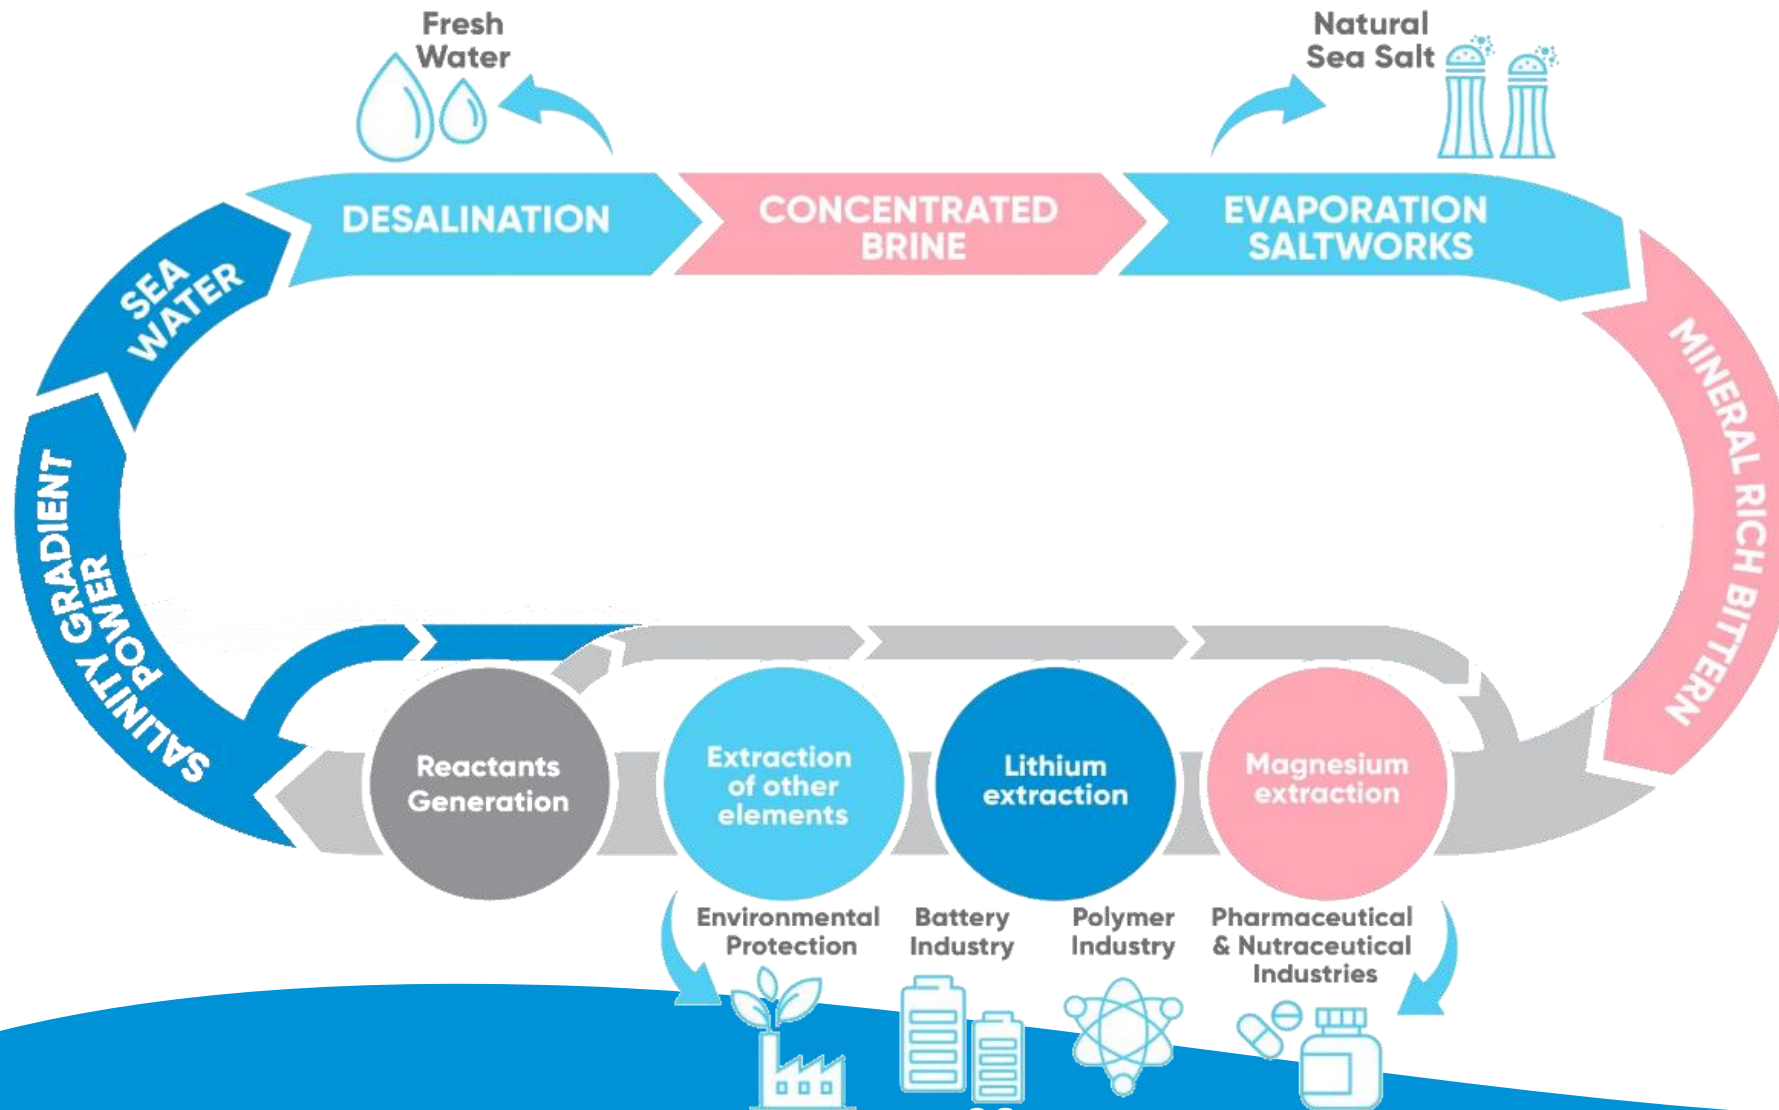 Fresh
Water
Natural
Sea Salt
DESALINATION
CONCENTRATED
BRINE
EVAPORATION
SALTWORKS
SEA
WATER
MINERAL RICH BITTERN
SALINITY GRADIENT
POWER
Reactants
Generation
Extraction
of other
elements
Lithium
extraction
Magnesium
extraction
Environmental
Protection
Battery
Industry
Polymer
Industry
Pharmaceutical
& Nutraceutical
Industries